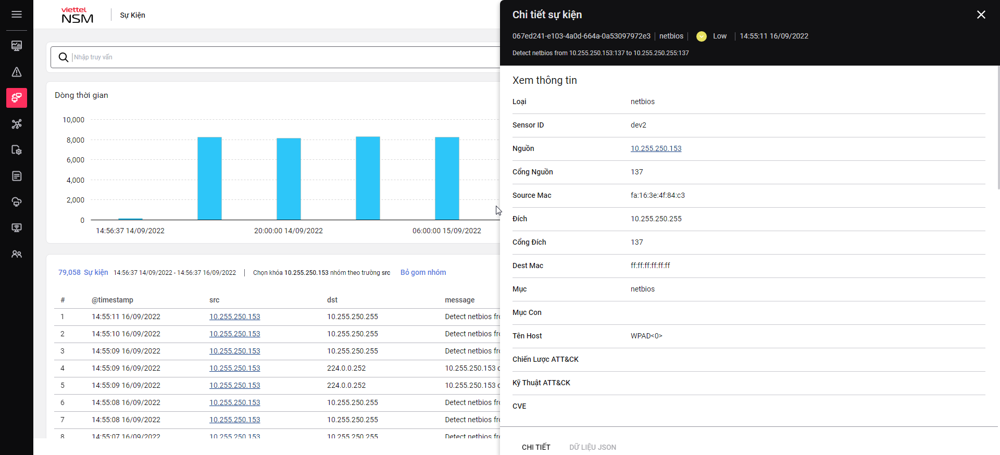 viettel
NSM
Sự Kiện
Nhập truy vấn
Dòng thời gian
10,000
8,000
6,000
4,000
2,000
0
14:56:37 14/09/2022
20:00:00 14/09/2022
06:00:00 15/09/2022
79,058 Sự kiện 14:56:37 14/09/2022 - 14:56:37 16/09/2022 | Chọn khóa 10.255.250.153 nhóm theo trường src Bỏ gom nhóm
# @timestamp src dst message
1 14:55:11 16/09/2022 10.255.250.153 10.255.250.255 Detect netbios fro
2 14:55:10 16/09/2022 10.255.250.153 10.255.250.255 Detect netbios fro
3 14:55:09 16/09/2022 10.255.250.153 10.255.250.255 Detect netbios fro
4 14:55:09 16/09/2022 10.255.250.153 224.0.0.252 10.255.250.153 c
5 14:55:09 16/09/2022 10.255.250.153 224.0.0.252 10.255.250.153 c
6 14:55:08 16/09/2022 10.255.250.153 10.255.250.255 Detect netbios fro
7 14:55:08 16/09/2022 10.255.250.153 10.255.250.255 Detect netbios fro
8 14:55:07 16/09/2022 10.255.250.153 10.255.250.255 Detect netbios fro
Chi tiết sự kiện
067ed241-e103-4a0d-664a-0a53097972e3 | netbios | Low | 14:55:11 16/09/2022
Detect netbios from 10.255.250.153:137 to 10.255.250.255:137
Xem thông tin
Loại netbios
Sensor ID dev2
Nguồn 10.255.250.153
Cổng Nguồn 137
Source Mac fa:16:3e:4f:84:c3
Đích 10.255.250.255
Cổng Đích 137
Dest Mac ff:ff:ff:ff:ff:ff
Mục netbios
Mục Con
Tên Host WPAD<0>
Chiến Lược ATT&CK
Kỹ Thuật ATT&CK
CVE
CHI TIẾT DỮ LIỆU JSON